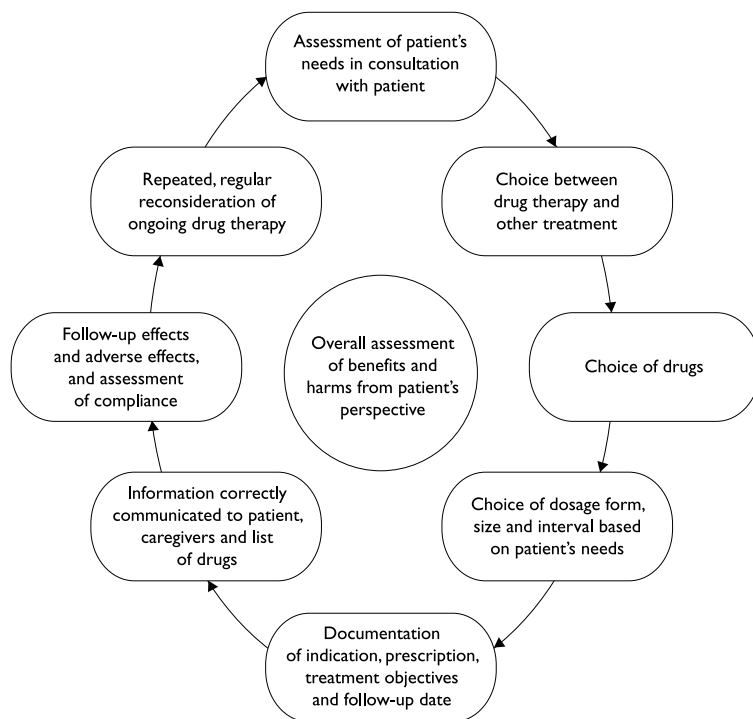 Assessment of patient's
needs in consultation
with patient
Choice between
drug therapy and
other treatment
Choice of drugs
Choice of dosage form,
size and interval based
on patient's needs
Documentation
of indication, prescription,
treatment objectives
and follow-up date
Information correctly
communicated to patient,
caregivers and list
of drugs
Follow-up effects
and adverse effects,
and assessment
of compliance
Repeated, regular
reconsideration of
ongoing drug therapy
Overall assessment
of benefits and
harms from patient's
perspective